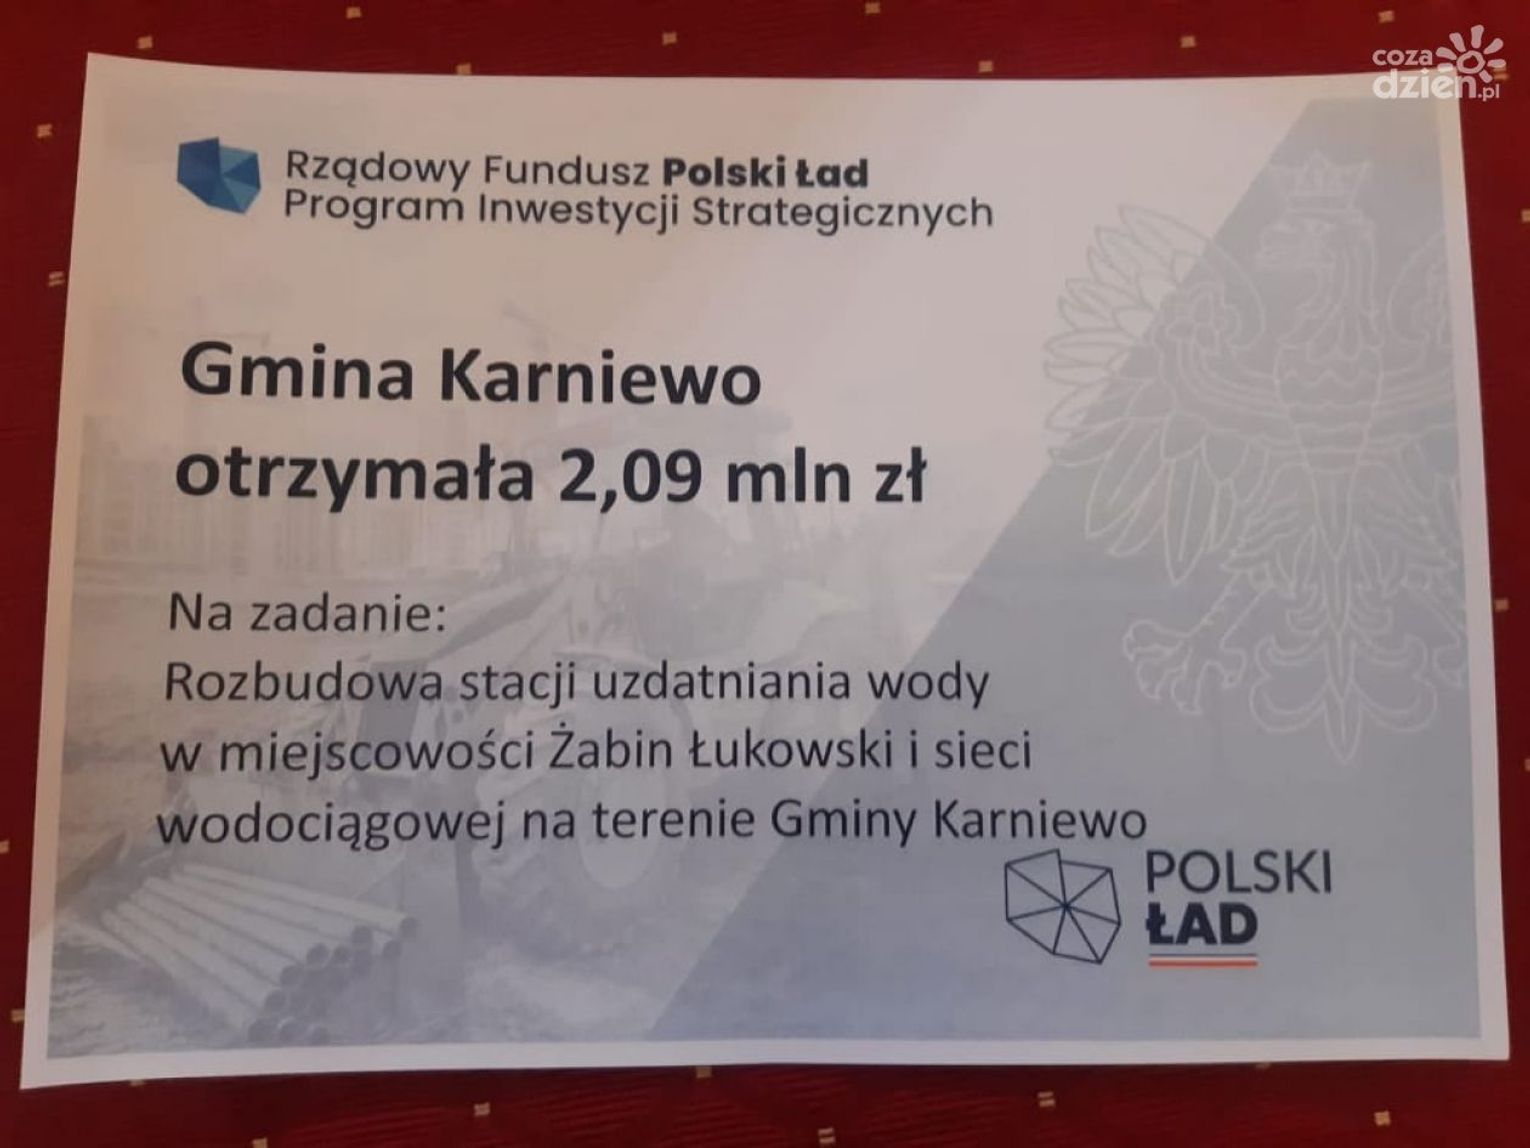 coza
dzień.pl
Rządowy Fundusz Polski Ład
Program Inwestycji Strategicznych
Gmina Karniewo
otrzymała 2,09 mln zł
Na zadanie:
Rozbudowa stacji uzdatniania wody
w miejscowości Żabin Łukowski i sieci
wodociągowej na terenie Gminy Karniewo
POLSKI
ŁAD